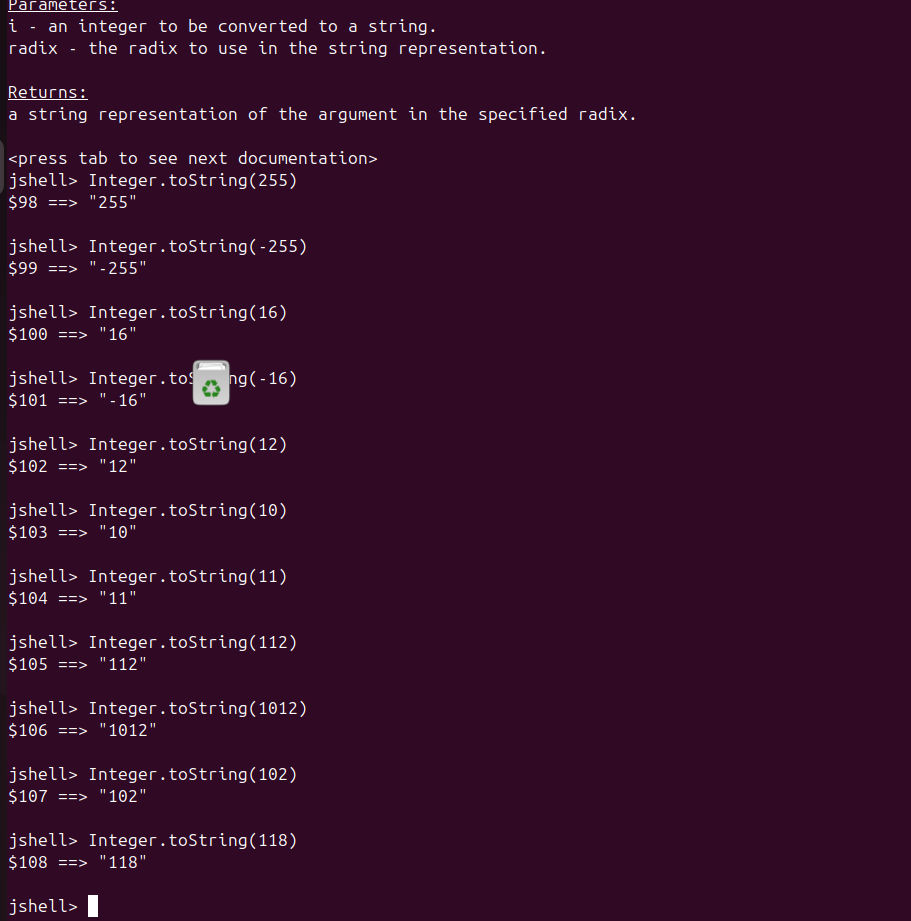 Parameters:
i - an integer to be converted to a string.
radix - the radix to use in the string representation.
Returns:
a string representation of the argument in the specified radix.
<press tab to see next documentation>
jshell> Integer.toString(255)
$98 ==> "255"
jshell> Integer.toString(-255)
$99 ==> "-255"
jshell> Integer.toString(16)
$100 ==> "16"
jshell> Integer.toString(-16)
$101 ==> "-16"
jshell> Integer.toString(12)
$102 ==> "12"
jshell> Integer.toString(10)
$103 ==> "10"
jshell> Integer.toString(11)
$104 ==> "11"
jshell> Integer.toString(112)
$105 ==> "112"
jshell> Integer.toString(1012)
$106 ==> "1012"
jshell> Integer.toString(102)
$107 ==> "102"
jshell> Integer.toString(118)
$108 ==> "118"
jshell>